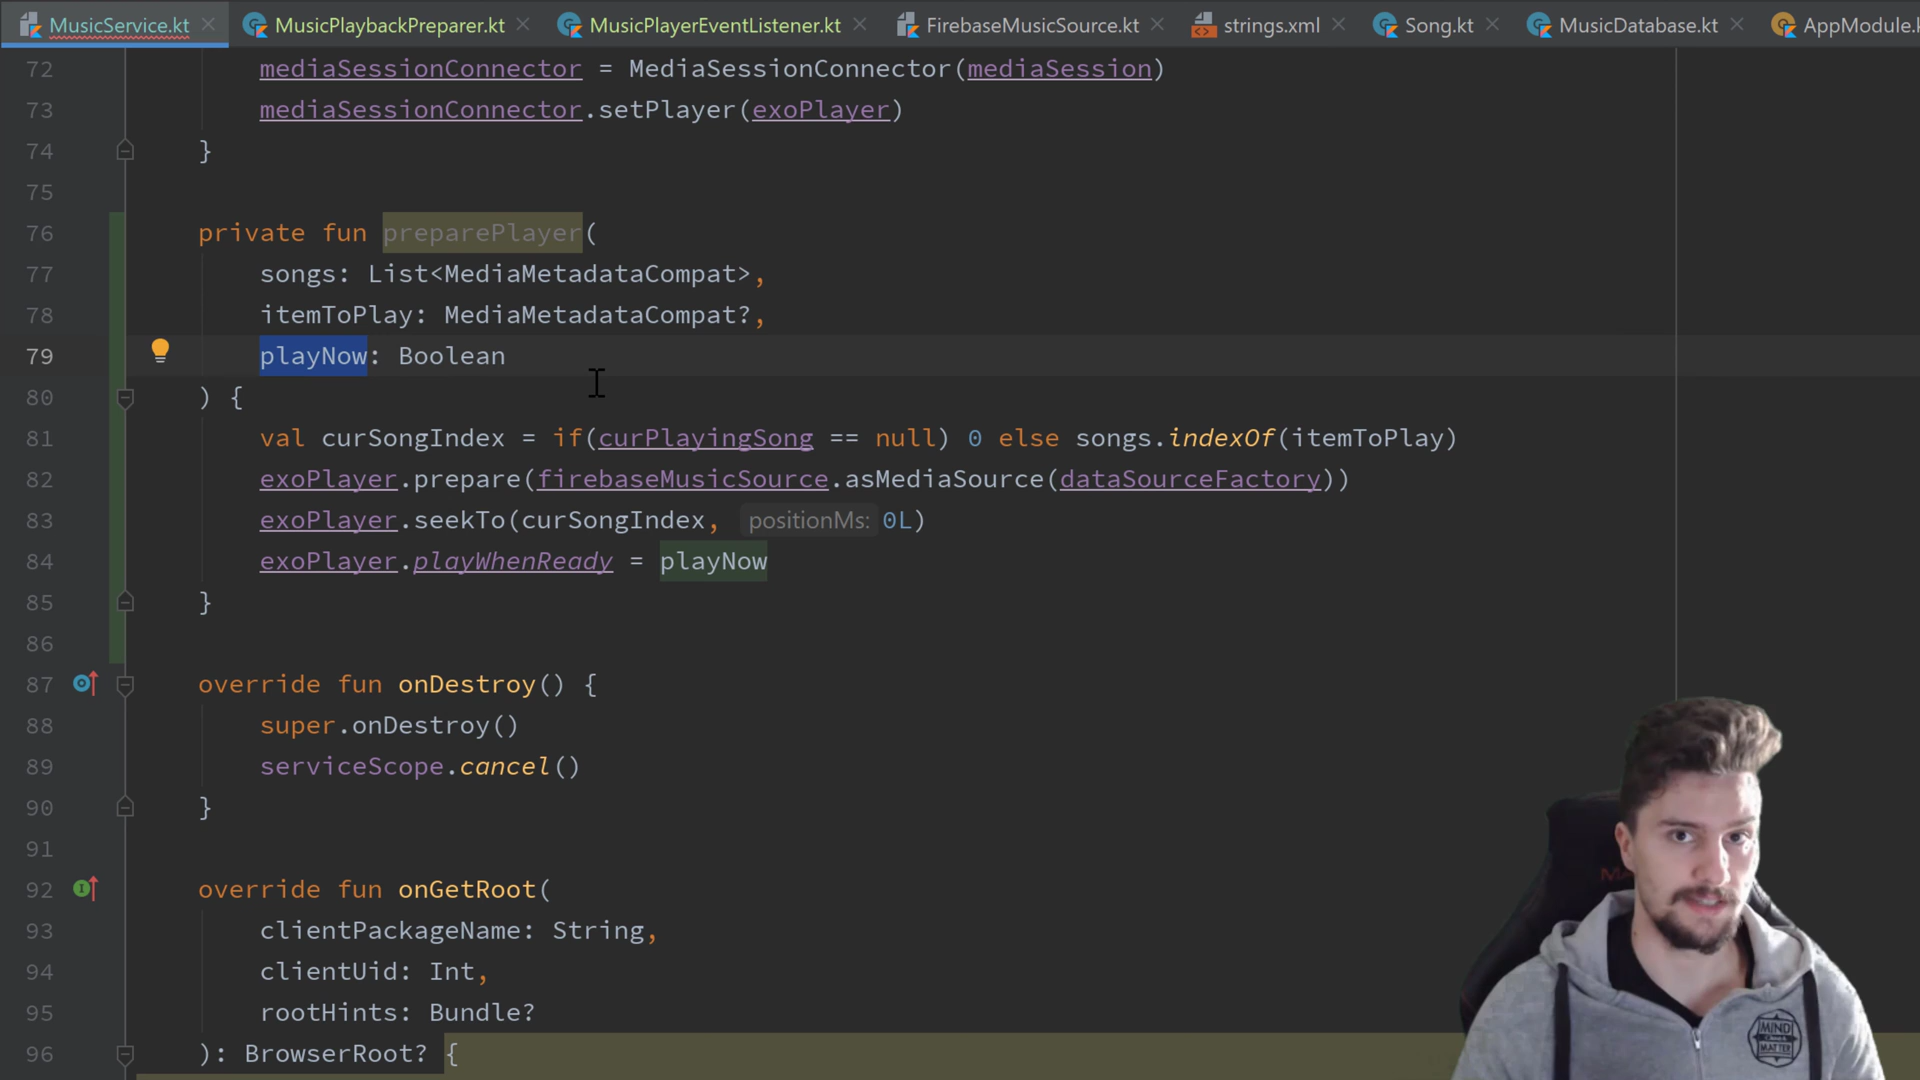 MusicService.kt MusicPlaybackPreparer.kt MusicPlayerEventListener.kt FirebaseMusicSource.kt strings.xml Song.kt MusicDatabase.kt AppModule.k
72 mediaSessionConnector = MediaSessionConnector(mediaSession)
73 mediaSessionConnector.setPlayer(exoPlayer)
74 }
75
76 private fun preparePlayer(
77 songs: List<MediaMetadataCompat>,
78 itemToPlay: MediaMetadataCompat?,
79 playNow: Boolean
80 ) {
81 val curSongIndex = if(curPlayingSong == null) 0 else songs.indexOf(itemToPlay)
82 exoPlayer.prepare(firebaseMusicSource.asMediaSource(dataSourceFactory))
83 exoPlayer.seekTo(curSongIndex, positionMs: 0L)
84 exoPlayer.playWhenReady = playNow
85 }
86
87 override fun onDestroy() {
88 super.onDestroy()
89 serviceScope.cancel()
90 }
91
92 override fun onGetRoot(
93 clientPackageName: String,
94 clientUid: Int,
95 rootHints: Bundle?
96 ): BrowserRoot? {
MIND
MATTER